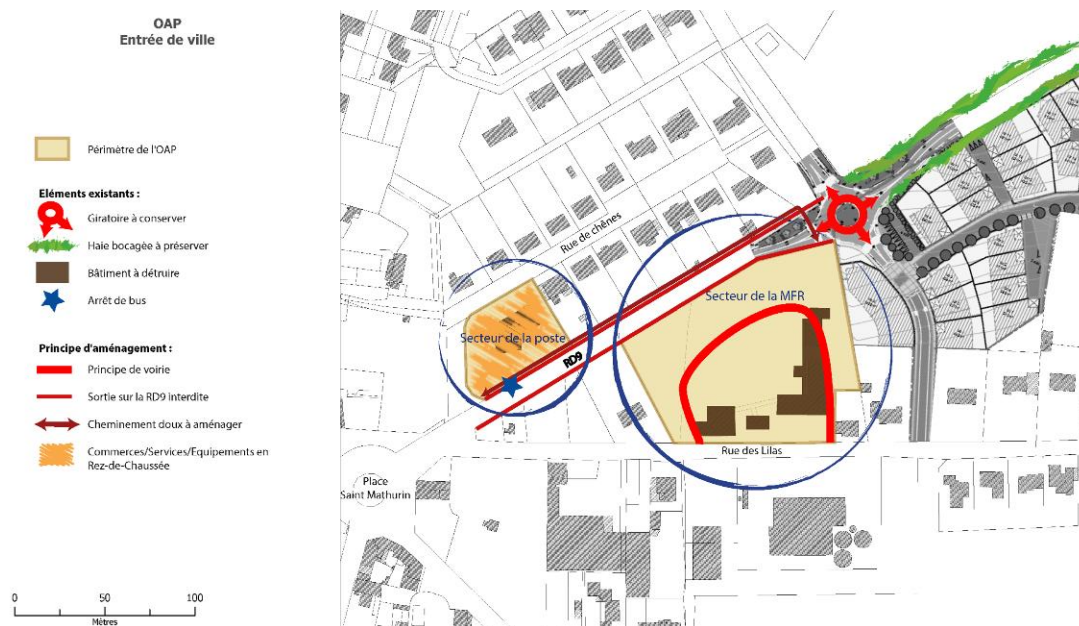 OAP
Entrée de ville
Périmètre de l'OAP
Eléments existants :
Giratoire à conserver
Haie bocagèe à préserver
Bâtiment à détruire
Arrêt de bus
Principe d'aménagement :
Principe de voirie
Sortie sur la RD9 interdite
Cheminement doux à aménager
Commerces/Services/Equipements en
Rez-de-Chaussée
0 50 100
Mètres
Rue de chênes
Secteur de la MFR
Secteur de la poste
RD9
Rue des Lilas
Place
Saint Mathurin